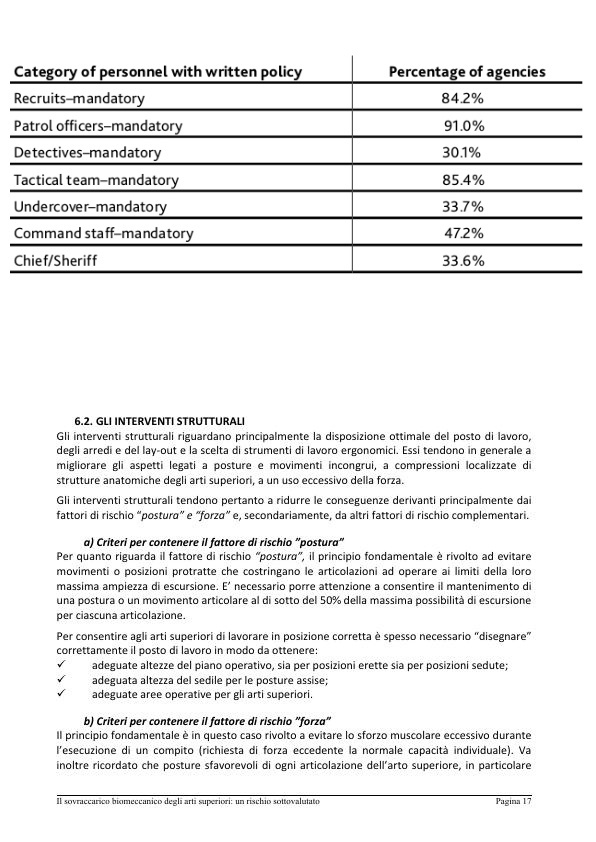 Category of personnel with written policy Percentage of agencies
Recruits–mandatory 84.2%
Patrol officers–mandatory 91.0%
Detectives–mandatory 30.1%
Tactical team–mandatory 85.4%
Undercover–mandatory 33.7%
Command staff–mandatory 47.2%
Chief/Sheriff 33.6%
6.2. GLI INTERVENTI STRUTTURALI
Gli interventi strutturali riguardano principalmente la disposizione ottimale del posto di lavoro,
degli arredi e del lay-out e la scelta di strumenti di lavoro ergonomici. Essi tendono in generale a
migliorare gli aspetti legati a posture e movimenti incongrui, a compressioni localizzate di
strutture anatomiche degli arti superiori, a un uso eccessivo della forza.
Gli interventi strutturali tendono pertanto a ridurre le conseguenze derivanti principalmente dai
fattori di rischio “postura” e “forza” e, secondariamente, da altri fattori di rischio complementari.
a) Criteri per contenere il fattore di rischio “postura”
Per quanto riguarda il fattore di rischio “postura”, il principio fondamentale è rivolto ad evitare
movimenti o posizioni protratte che costringano le articolazioni ad operare ai limiti della loro
massima ampiezza di escursione. E’ necessario porre attenzione a consentire il mantenimento di
una postura o un movimento articolare al di sotto del 50% della massima possibilità di escursione
per ciascuna articolazione.
Per consentire agli arti superiori di lavorare in posizione corretta è spesso necessario “disegnare”
correttamente il posto di lavoro in modo da ottenere:
✓ adeguate altezze del piano operativo, sia per posizioni erette sia per posizioni sedute;
✓ adeguata altezza del sedile per le posture assise;
✓ adeguate aree operative per gli arti superiori.
b) Criteri per contenere il fattore di rischio “forza”
Il principio fondamentale è in questo caso rivolto a evitare lo sforzo muscolare eccessivo durante
l’esecuzione di un compito (richiesta di forza eccedente la normale capacità individuale). Va
inoltre ricordato che posture sfavorevoli di ogni articolazione dell’arto superiore, in particolare
Il sovraccarico biomeccanico degli arti superiori: un rischio sottovalutato Pagina 17